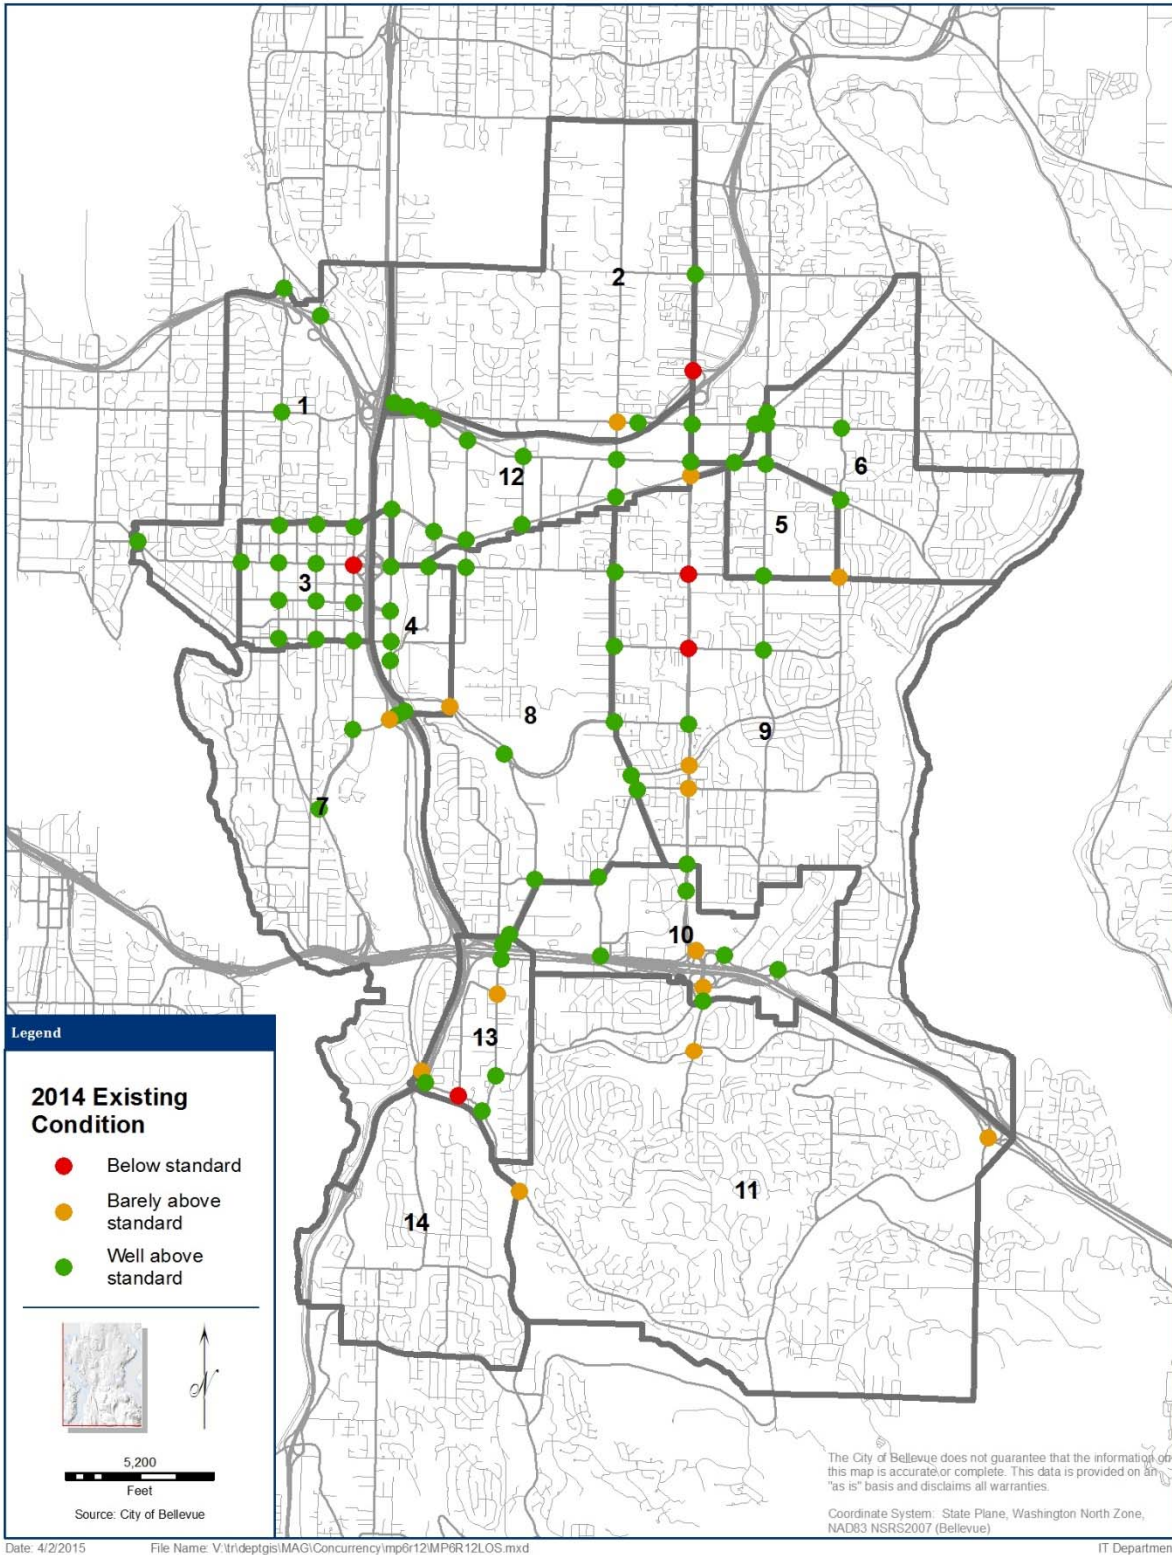 2
1
12
6
5
3
4
8
9
7
10
13
11
14
Legend
2014 Existing
Condition
Below standard
Barely above
standard
Well above
standard
N
5,200
Feet
Source: City of Bellevue
The City of Bellevue does not guarantee that the information on
this map is accurate or complete. This data is provided on an
"as is" basis and disclaims all warranties.
Coordinate System: State Plane, Washington North Zone,
NAD83 NSRS2007 (Bellevue)
Date: 4/2/2015
File Name: V:\tr\deptgis\MAG\Concurrency\mp6r12\MP6R12LOS.mxd
IT Departmen